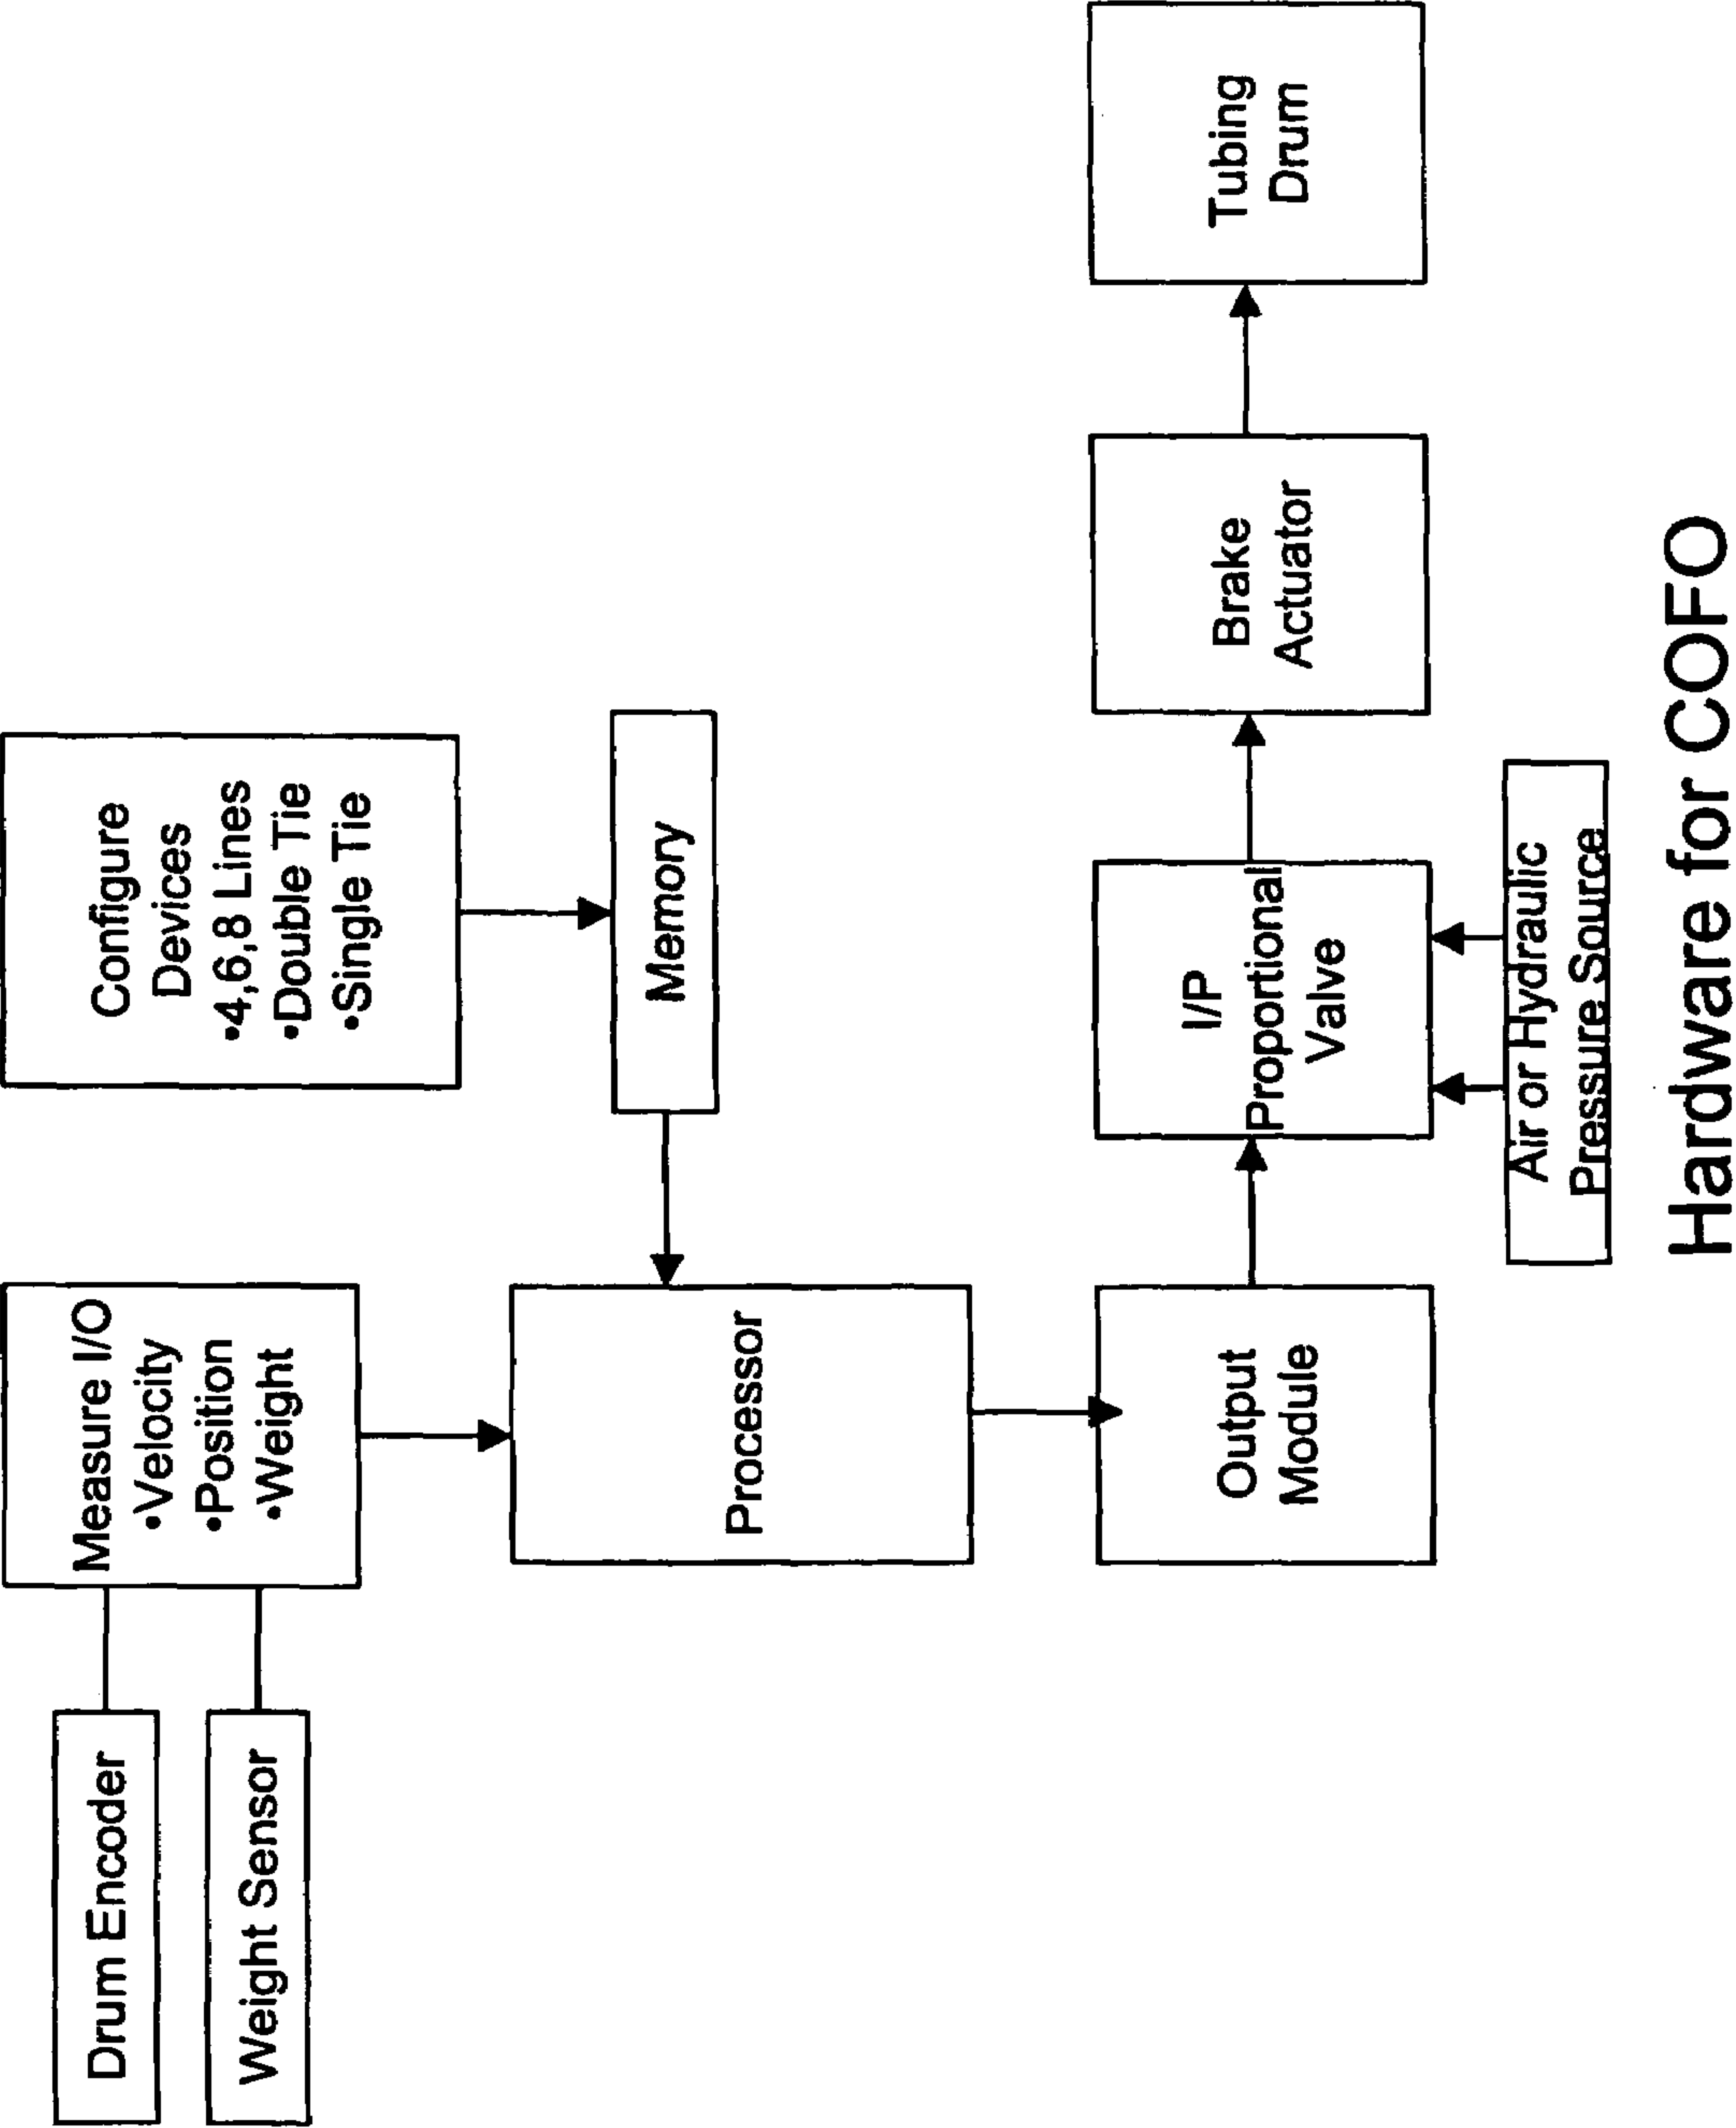 Drum Encoder
Weight Sensor
Measure I/O
•Velocity
•Position
•Weight
Configure
Devices
•4,6,8 Lines
•Double Tie
•Single Tie
Memory
Processor
Output
Module
I/P
Proportional
Valve
Brake
Actuator
Tubing
Drum
Air or Hydraulic
Pressure Source
Hardware for COFO